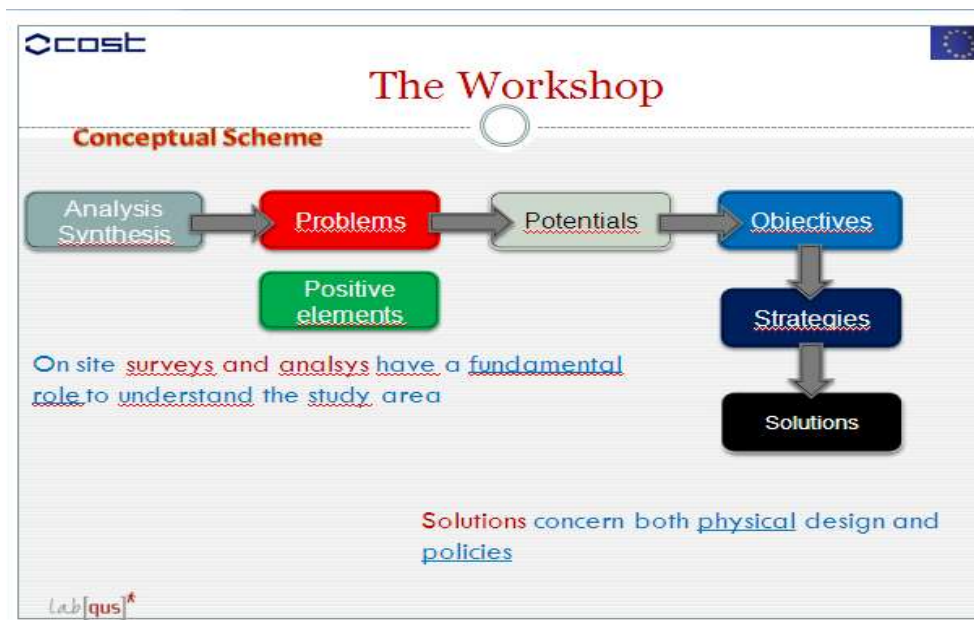 cost
The Workshop
Conceptual Scheme
Analysis
Synthesis
Problems
Potentials
Objectives
Positive
elements
Strategies
On site surveys and analsys have a fundamental
role to understand the study area
Solutions
Solutions concern both physical design and
policies
Lab[qus]